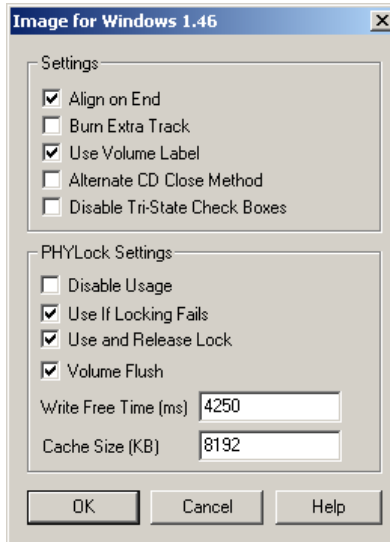 Image for Windows 1.46
Settings
Align on End
Burn Extra Track
Use Volume Label
Alternate CD Close Method
Disable Tri-State Check Boxes
PHYLock Settings
Disable Usage
Use If Locking Fails
Use and Release Lock
Volume Flush
Write Free Time (ms) 4250
Cache Size (KB) 8192
OK Cancel Help